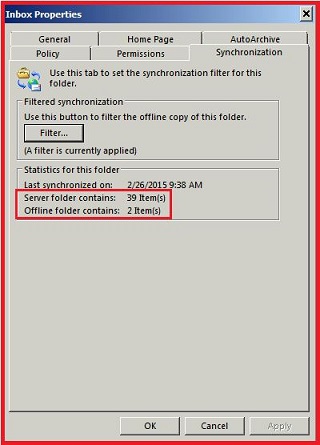 Inbox Properties
General Home Page AutoArchive
Policy Permissions Synchronization
Use this tab to set the synchronization filter for this
folder.
Filtered synchronization
Use this button to filter the offline copy of this folder.
Filter...
(A filter is currently applied)
Statistics for this folder
Last synchronized on: 2/26/2015 9:38 AM
Server folder contains: 39 Item(s)
Offline folder contains: 2 Item(s)
OK Cancel Apply